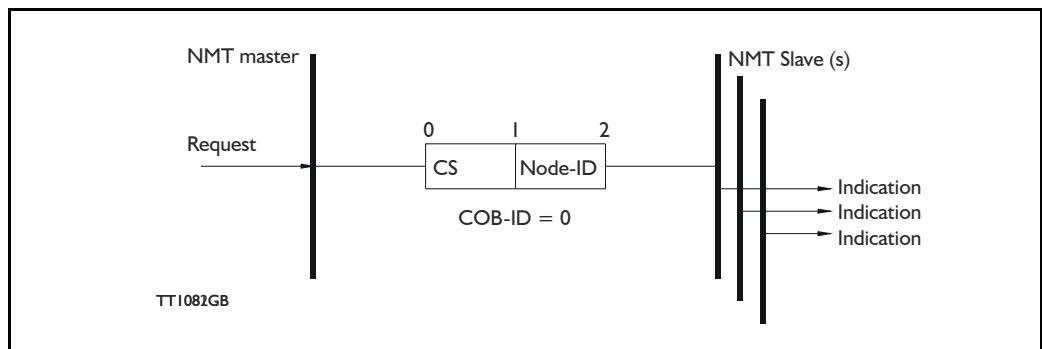 NMT master
NMT Slave (s)
0 1 2
Request
CS Node-ID
COB-ID = 0
Indication
Indication
Indication
TT1082GB